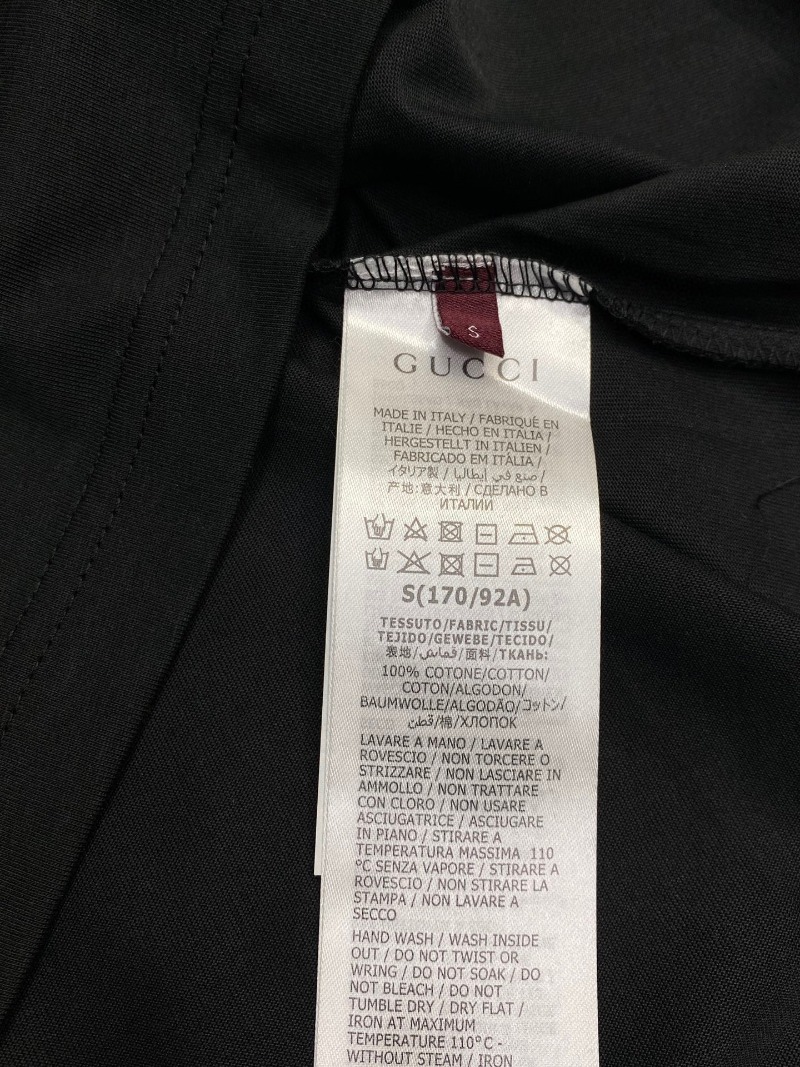 S
GUCCI
MADE IN ITALY / FABRIQUÉ EN
ITALIE / HECHO EN ITALIA /
HERGESTELLT IN ITALIEN /
FABRICADO EM ITÁLIA /
イタリア製 / صنع في إيطاليا /
产地:意大利 / СДЕЛАНО В
ИТАЛИИ
S(170/92A)
TESSUTO/FABRIC/TISSU/
TEJIDO/GEWEBE/TECIDO/
表地/قماش/面料/ТКАНЬ:
100% COTONE/COTTON/
COTON/ALGODON/
BAUMWOLLE/ALGODÃO/コットン/
قطن/棉/ХЛОПОК
LAVARE A MANO / LAVARE A
ROVESCIO / NON TORCERE O
STRIZZARE / NON LASCIARE IN
AMMOLLO / NON TRATTARE
CON CLORO / NON USARE
ASCIUGATRICE / ASCIUGARE
IN PIANO / STIRARE A
TEMPERATURA MASSIMA 110
°C SENZA VAPORE / STIRARE A
ROVESCIO / NON STIRARE LA
STAMPA / NON LAVARE A
SECCO
HAND WASH / WASH INSIDE
OUT / DO NOT TWIST OR
WRING / DO NOT SOAK / DO
NOT BLEACH / DO NOT
TUMBLE DRY / DRY FLAT /
IRON AT MAXIMUM
TEMPERATURE 110°C -
WITHOUT STEAM / IRON